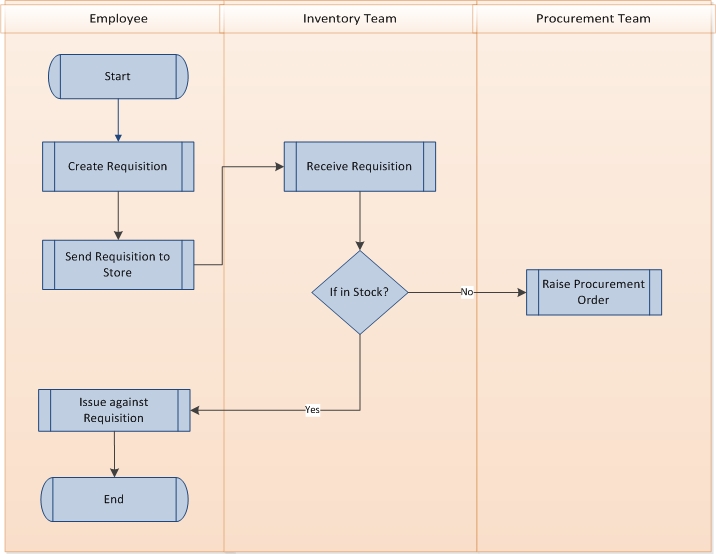 Employee
Inventory Team
Procurement Team
Start
Create Requisition
Receive Requisition
Send Requisition to
Store
If in Stock?
No
Raise Procurement
Order
Issue against
Requisition
Yes
End